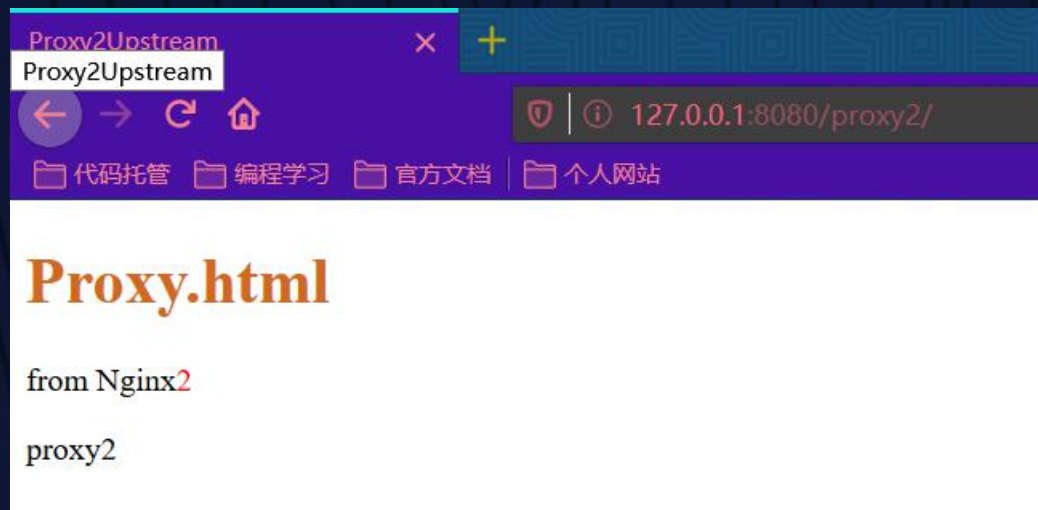 Proxy2Upstream
Proxy2Upstream
127.0.0.1:8080/proxy2/
代码托管 编程学习 官方文档 个人网站
Proxy.html
from Nginx2
proxy2